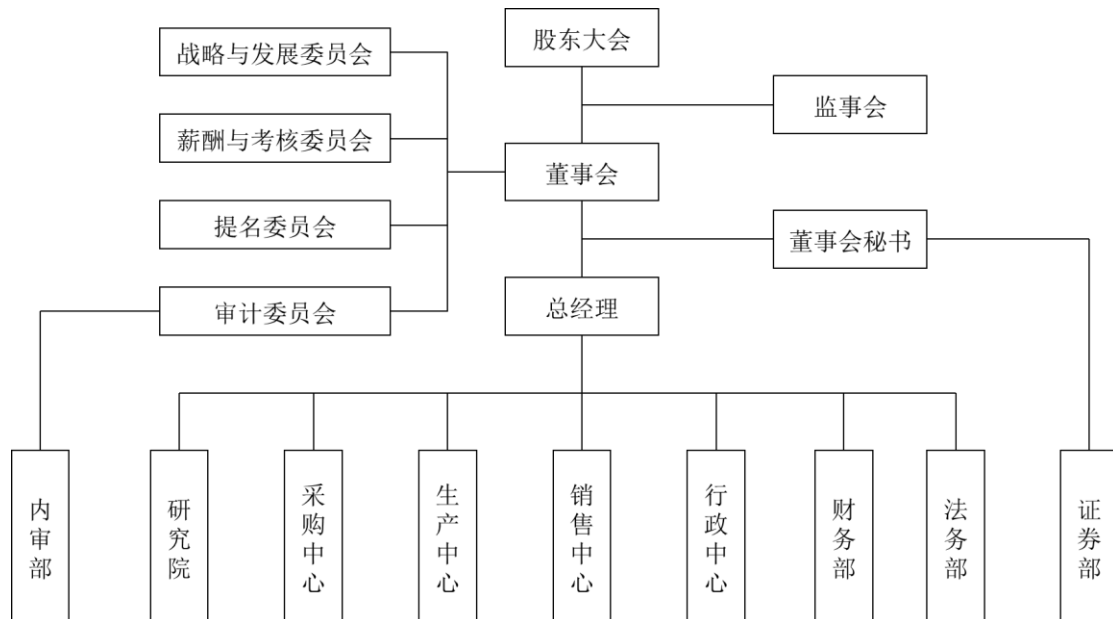 股东大会
战略与发展委员会
监事会
薪酬与考核委员会
董事会
提名委员会
董事会秘书
审计委员会
总经理
内审部
研究院
采购中心
生产中心
销售中心
行政中心
财务部
法务部
证券部